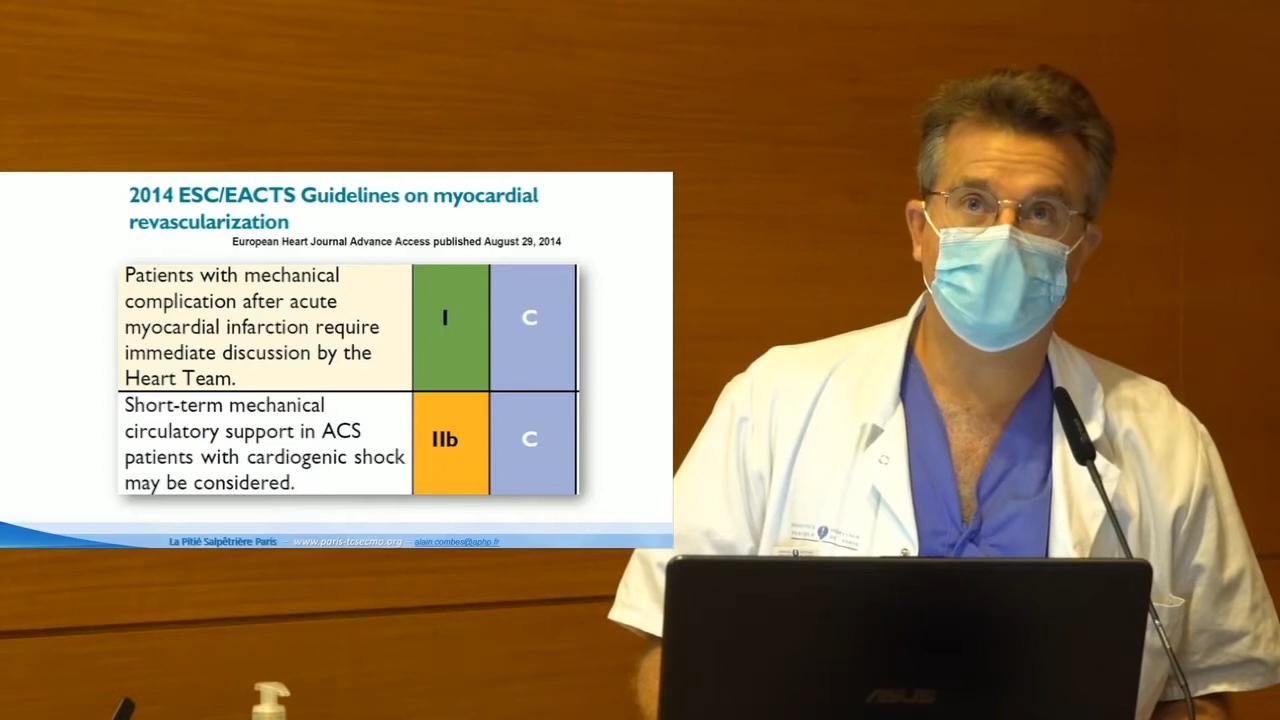 2014 ESC/EACTS Guidelines on myocardial
revascularization
European Heart Journal Advance Access published August 29, 2014
Patients with mechanical
complication after acute
myocardial infarction require
immediate discussion by the
Heart Team.
I
C
Short-term mechanical
circulatory support in ACS
patients with cardiogenic shock
may be considered.
IIb
C
La Pitié Salpêtrière Paris – www.paris-tcsecmo.org – alain.combes@aphp.fr
ASUS